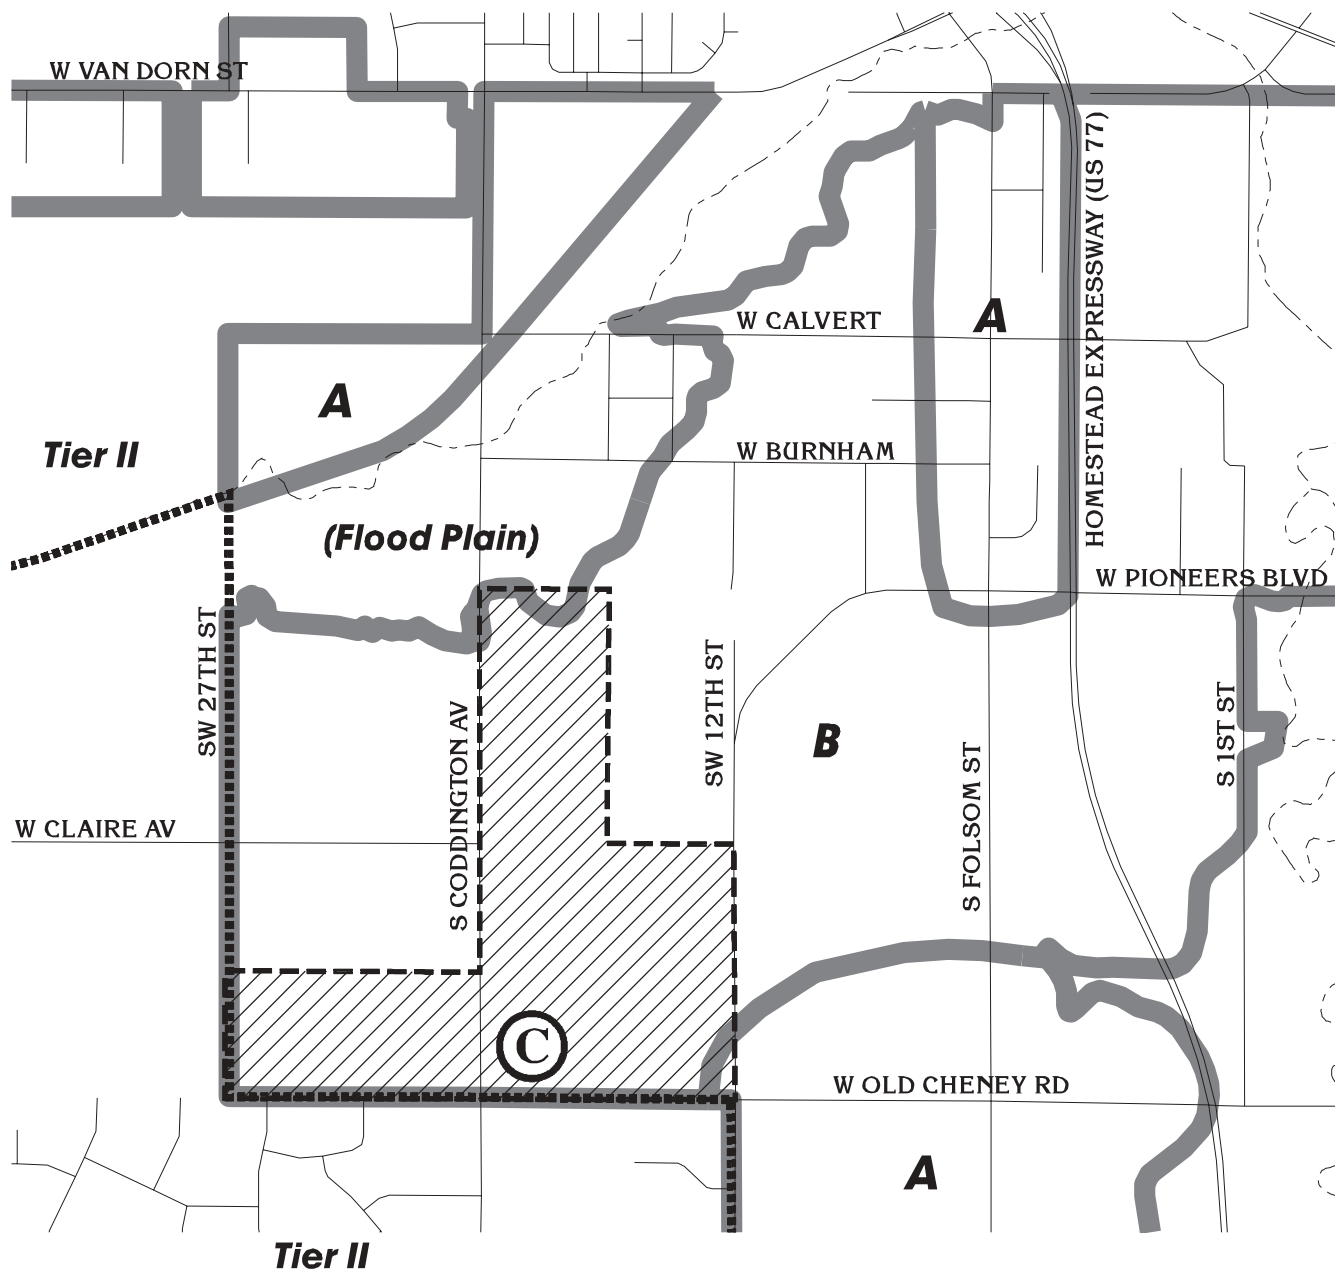 W VAN DORN ST
HOMESTEAD EXPRESSWAY (US 77)
W CALVERT
A
A
Tier II
W BURNHAM
(Flood Plain)
W PIONEERS BLVD
SW 27TH ST
SW 12TH ST
S 1ST ST
S CODDINGTON AV
B
S FOLSOM ST
W CLAIRE AV
C
W OLD CHENEY RD
A
Tier II